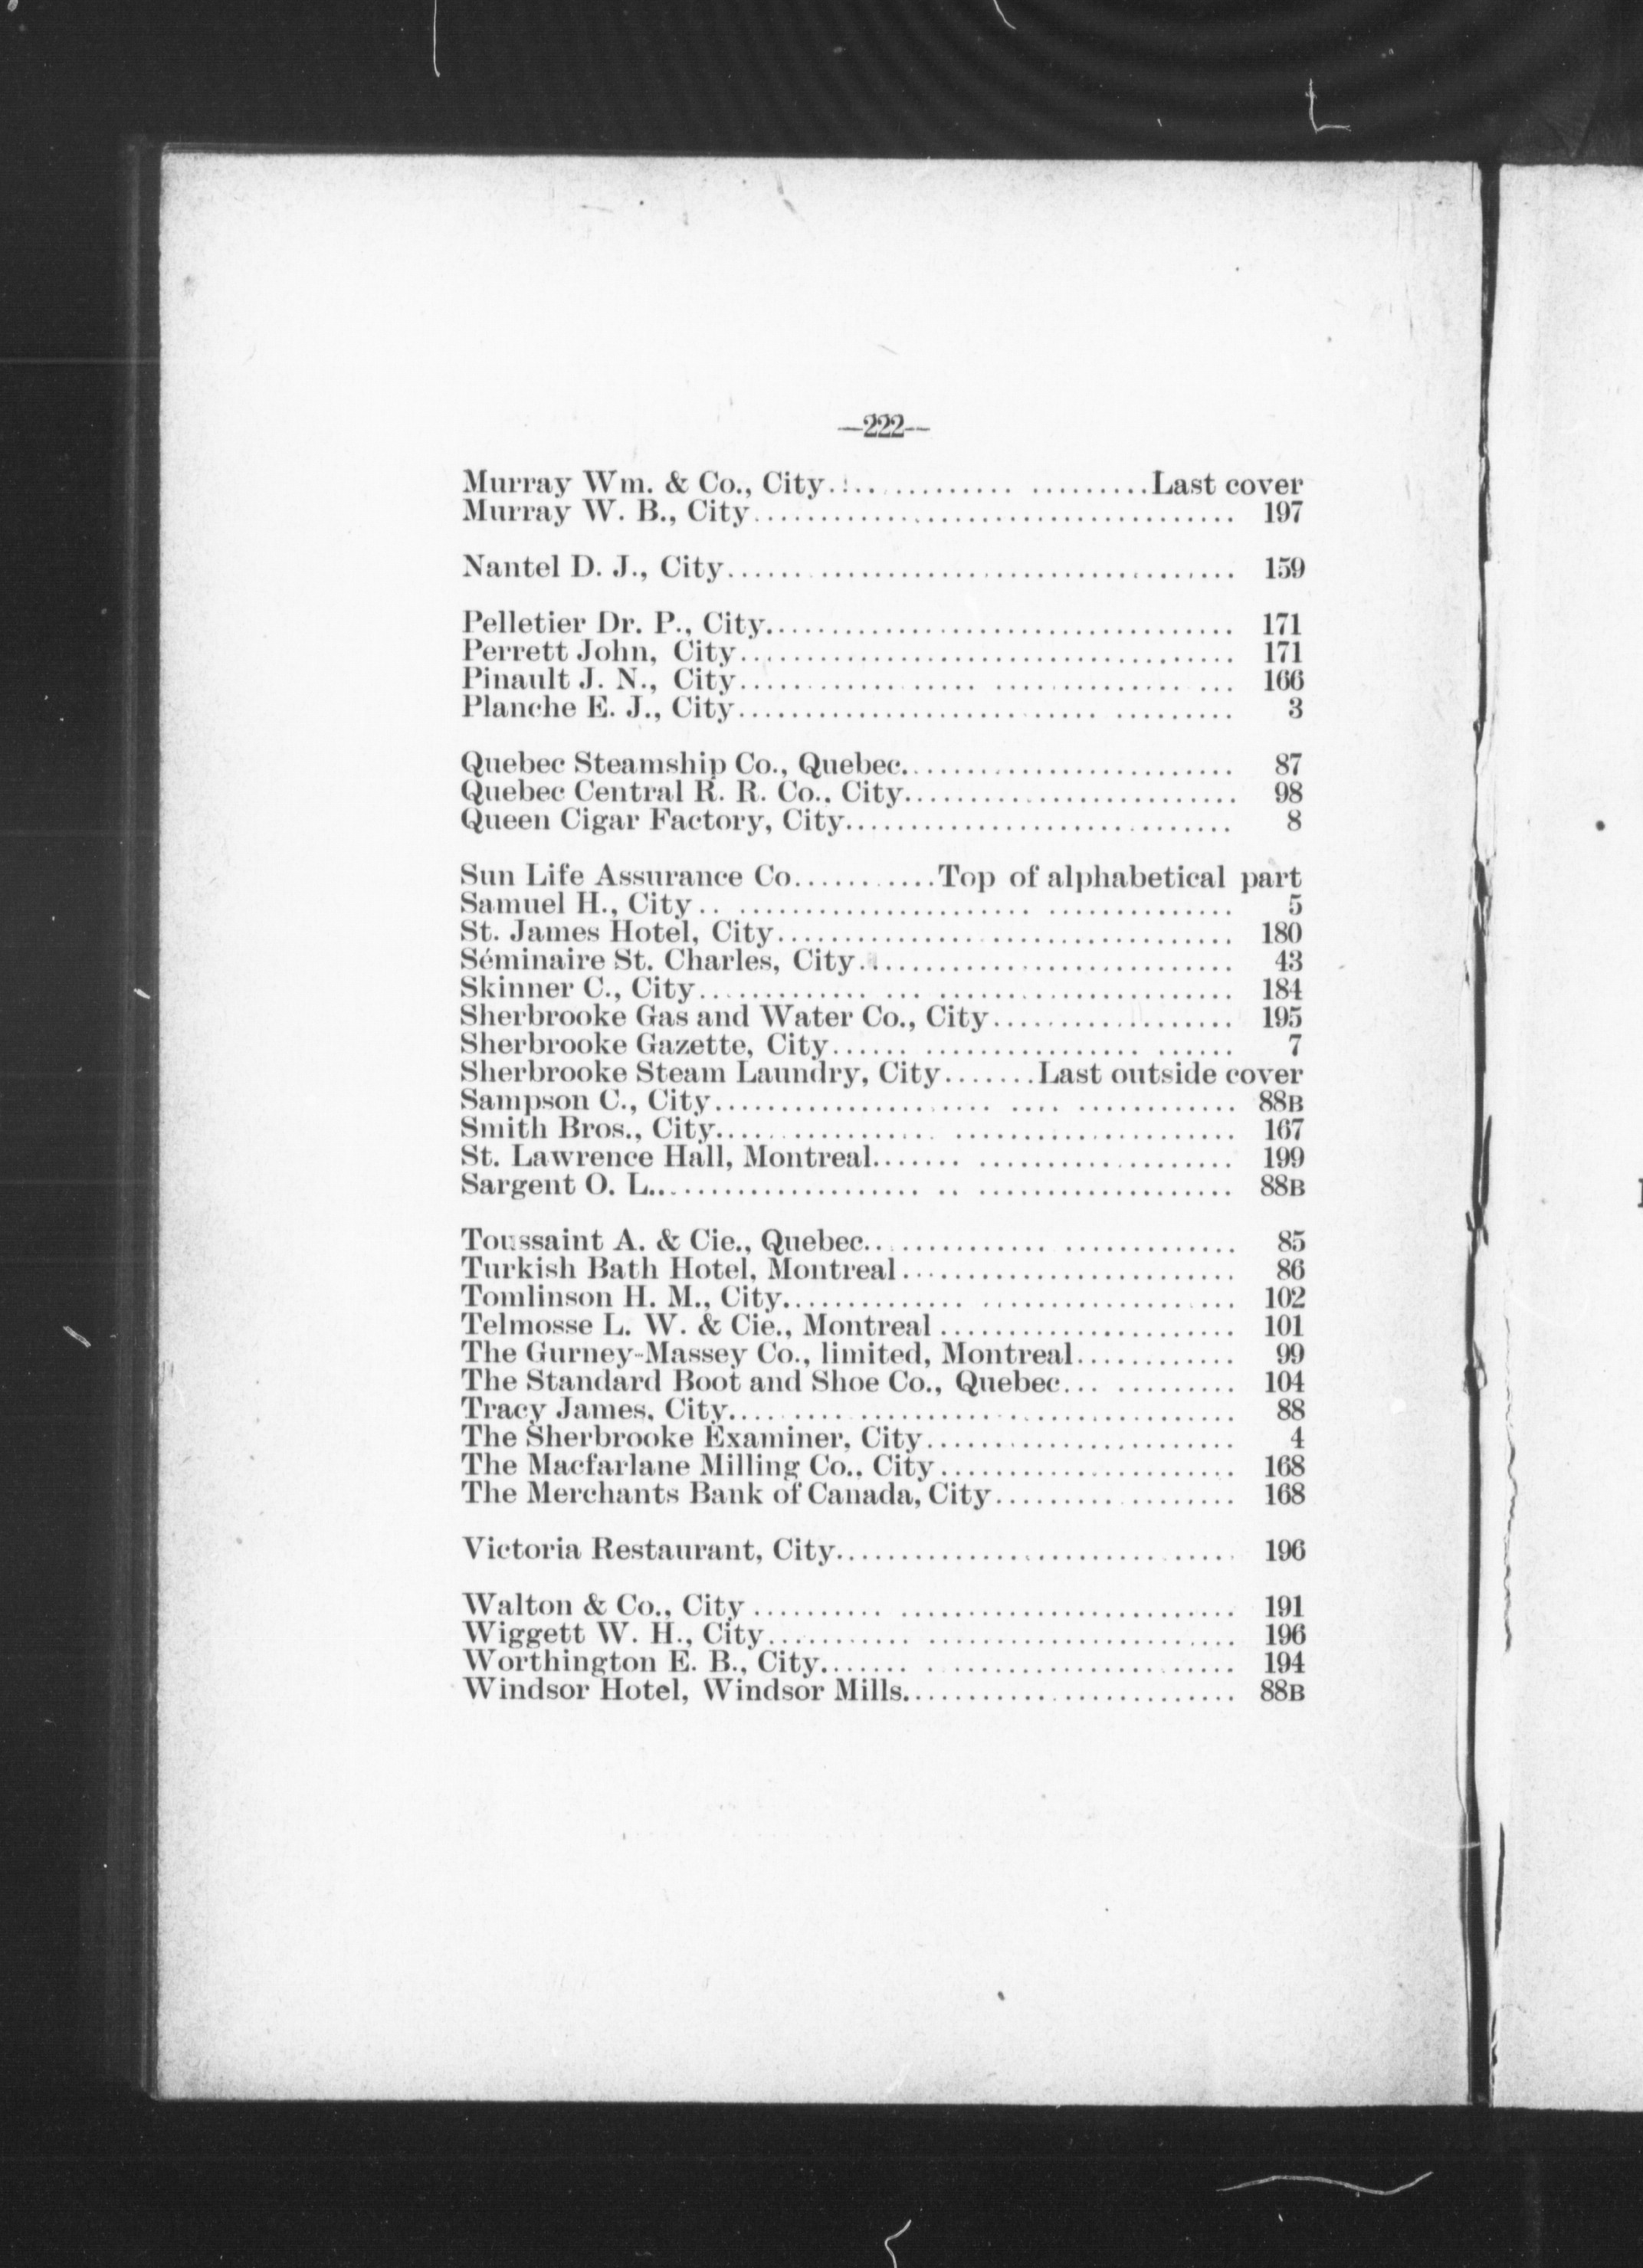 —222—
Murray Wm. & Co., City..................Last cover
Murray W. B., City.................. 197
Nantel D. J., City.................. 159
Pelletier Dr. P., City.................. 171
Perrett John, City.................. 171
Pinault J. N., City.................. 166
Planche E. J., City.................. 3
Quebec Steamship Co., Quebec.................. 87
Quebec Central R. R. Co., City.................. 98
Queen Cigar Factory, City.................. 8
Sun Life Assurance Co...........Top of alphabetical part
Samuel H., City.................. 5
St. James Hotel, City.................. 180
Séminaire St. Charles, City.................. 43
Skinner C., City.................. 184
Sherbrooke Gas and Water Co., City.................. 195
Sherbrooke Gazette, City.................. 7
Sherbrooke Steam Laundry, City.......Last outside cover
Sampson C., City.................. 88B
Smith Bros., City.................. 167
St. Lawrence Hall, Montreal.................. 199
Sargent O. L.................. 88B
Toussaint A. & Cie., Quebec.................. 85
Turkish Bath Hotel, Montreal.................. 86
Tomlinson H. M., City.................. 102
Telmosse L. W. & Cie., Montreal.................. 101
The Gurney-Massey Co., limited, Montreal............ 99
The Standard Boot and Shoe Co., Quebec............ 104
Tracy James, City.................. 88
The Sherbrooke Examiner, City.................. 4
The Macfarlane Milling Co., City.................. 168
The Merchants Bank of Canada, City.................. 168
Victoria Restaurant, City.................. 196
Walton & Co., City.................. 191
Wiggett W. H., City.................. 196
Worthington E. B., City.................. 194
Windsor Hotel, Windsor Mills.................. 88B